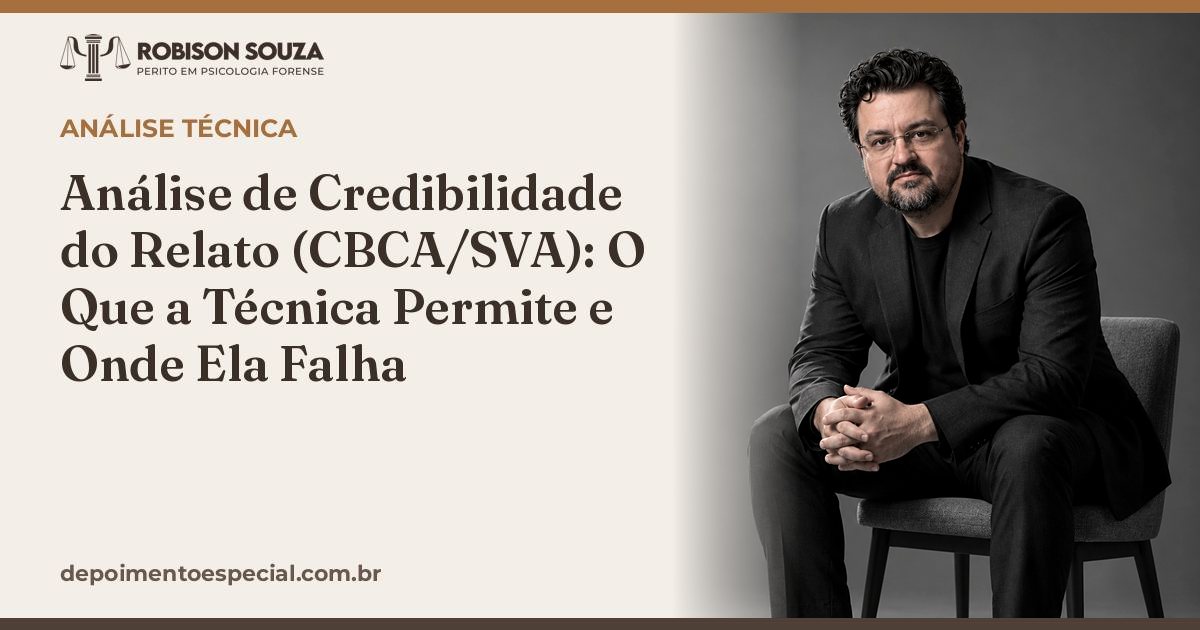 ROBISON SOUZA
PERITO EM PSICOLOGIA FORENSE
ANÁLISE TÉCNICA
Análise de Credibilidade
do Relato (CBCA/SVA): O
Que a Técnica Permite e
Onde Ela Falha
depoimentoespecial.com.br